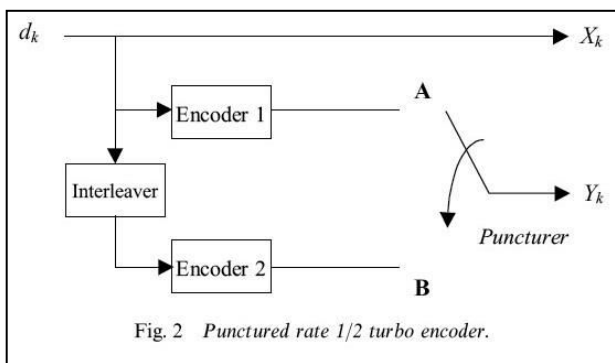 d_k
X_k
Encoder 1
A
Interleaver
Y_k
Puncturer
Encoder 2
B
Fig. 2 Punctured rate 1/2 turbo encoder.